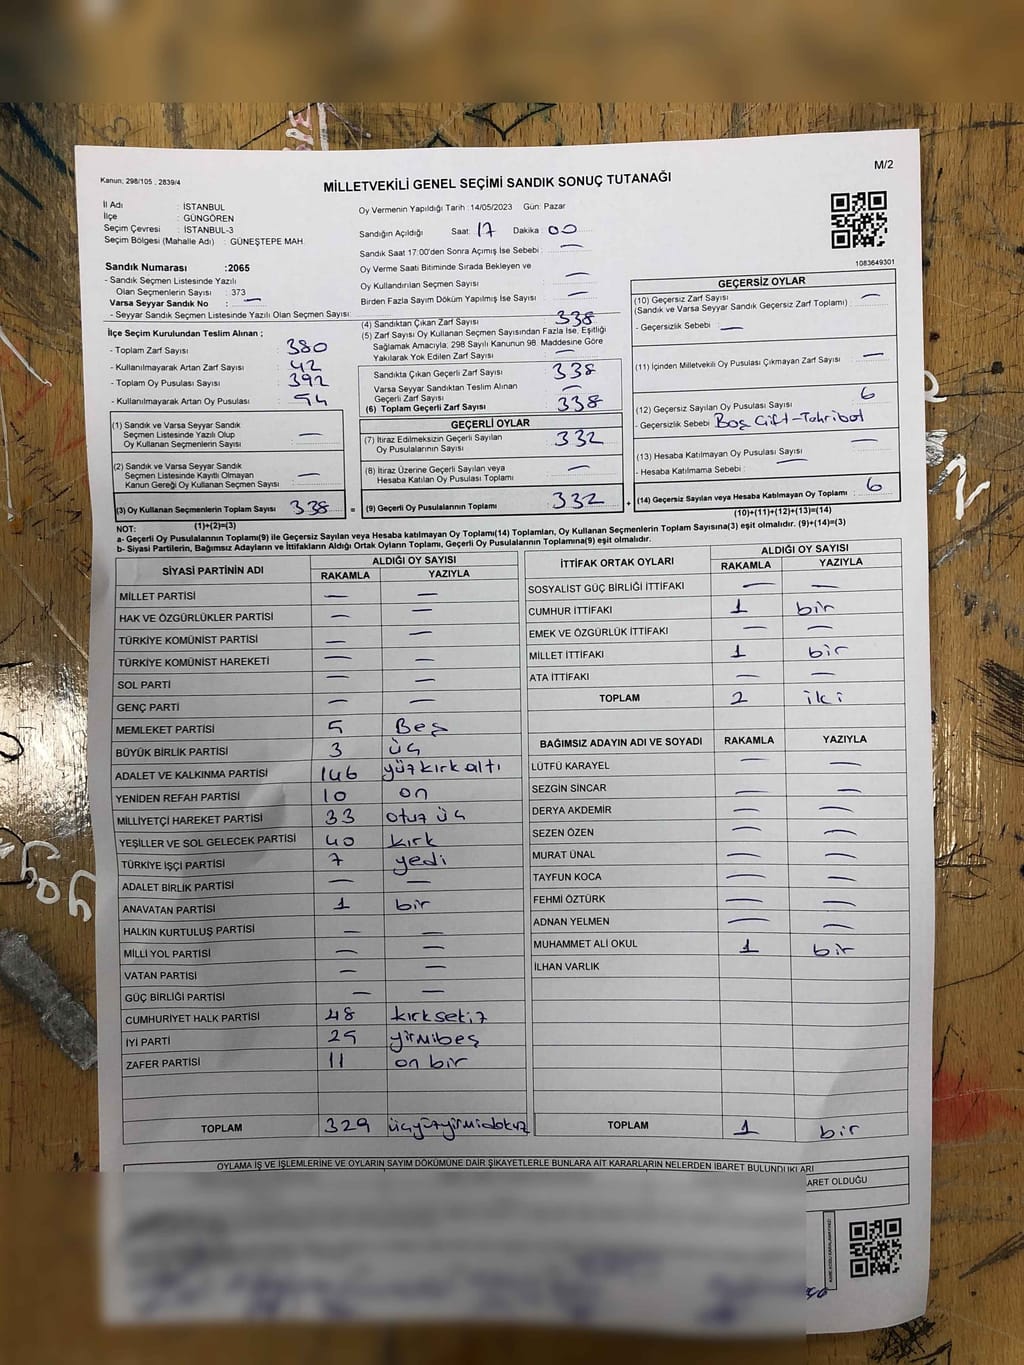 M/2
Kanun; 298/105 , 2839/4
MİLLETVEKİLİ GENEL SEÇİMİ SANDIK SONUÇ TUTANAĞI
İl Adı : İSTANBUL
İlçe : GÜNGÖREN
Seçim Çevresi : İSTANBUL-3
Seçim Bölgesi (Mahalle Adı) : GÜNEŞTEPE MAH.
Oy Vermenin Yapıldığı Tarih :14/05/2023 Gün: Pazar
Sandığın Açıldığı Saat: 17 Dakika: 00
Sandık Saat 17:00'den Sonra Açımış İse Sebebi : —
Oy Verme Saati Bitiminde Sırada Bekleyen ve
Oy Kullandırılan Seçmen Sayısı : —
Birden Fazla Sayım Döküm Yapılmış İse Sayısı : —
1083649301
Sandık Numarası :2065
- Sandık Seçmen Listesinde Yazılı
Olan Seçmenlerin Sayısı : 373
Varsa Seyyar Sandık No : —
- Seyyar Sandık Seçmen Listesinde Yazılı Olan Seçmen Sayısı:
İlçe Seçim Kurulundan Teslim Alınan ;
- Toplam Zarf Sayısı : 380
- Kullanılmayarak Artan Zarf Sayısı : 42
- Toplam Oy Pusulası Sayısı : 392
- Kullanılmayarak Artan Oy Pusulası : 54
(1) Sandık ve Varsa Seyyar Sandık
Seçmen Listesinde Yazılı Olup
Oy Kullanan Seçmenlerin Sayısı : —
(2) Sandık ve Varsa Seyyar Sandık
Seçmen Listesinde Kayıtlı Olmayan
Kanun Gereği Oy Kullanan Seçmen Sayısı : —
(3) Oy Kullanan Seçmenlerin Toplam Sayısı : 338
(1)+(2)=(3)
(4) Sandıktan Çıkan Zarf Sayısı : 338
(5) Zarf Sayısı Oy Kullanan Seçmen Sayısından Fazla İse, Eşitliği
Sağlamak Amacıyla; 298 Sayılı Kanunun 98. Maddesine Göre
Yakılarak Yok Edilen Zarf Sayısı : —
Sandıkta Çıkan Geçerli Zarf Sayısı : 338
Varsa Seyyar Sandıktan Teslim Alınan
Geçerli Zarf Sayısı : —
(6) Toplam Geçerli Zarf Sayısı : 338
GEÇERLİ OYLAR
(7) İtiraz Edilmeksizin Geçerli Sayılan
Oy Pusulalarının Sayısı : 332
(8) İtiraz Üzerine Geçerli Sayılan veya
Hesaba Katılan Oy Pusulası Toplamı : —
= (9) Geçerli Oy Pusulalarının Toplamı : 332 +
GEÇERSİZ OYLAR
(10) Geçersiz Zarf Sayısı : —
(Sandık ve Varsa Seyyar Sandık Geçersiz Zarf Toplamı)
- Geçersizlik Sebebi : —
(11) İçinden Milletvekili Oy Pusulası Çıkmayan Zarf Sayısı : —
(12) Geçersiz Sayılan Oy Pusulası Sayısı : 6
- Geçersizlik Sebebi : Boş Çift-Tahribat
(13) Hesaba Katılmayan Oy Pusulası Sayısı : —
- Hesaba Katılmama Sebebi : —
(14) Geçersiz Sayılan veya Hesaba Katılmayan Oy Toplamı : 6
(10)+(11)+(12)+(13)=(14)
NOT:
a- Geçerli Oy Pusulalarının Toplamı(9) ile Geçersiz Sayılan ve Hesaba Katılmayan oy Toplamı(14) Toplamları, Oy Kullanan Seçmenlerin Toplam Sayısına(3) eşit olmalıdır. (9)+(14)=(3)
b- Siyasi Partilerin, Bağımsız Adayların ve İttifakların Aldığı Ortak Oyların Toplamı, Geçerli Oy Pusulalarının Toplamına(9) eşit olmalıdır.
SİYASİ PARTİNİN ADI ALDIĞI OY SAYISI
RAKAMLA YAZIYLA
MİLLET PARTİSİ — —
HAK VE ÖZGÜRLÜKLER PARTİSİ — —
TÜRKİYE KOMÜNİST PARTİSİ — —
TÜRKİYE KOMÜNİST HAREKETİ — —
SOL PARTİ — —
GENÇ PARTİ — —
MEMLEKET PARTİSİ 5 Beş
BÜYÜK BİRLİK PARTİSİ 3 üç
ADALET VE KALKINMA PARTİSİ 146 yüzkırkaltı
YENİDEN REFAH PARTİSİ 10 on
MİLLİYETÇİ HAREKET PARTİSİ 33 otuz üç
YEŞİLLER VE SOL GELECEK PARTİSİ 40 kırk
TÜRKİYE İŞÇİ PARTİSİ 7 yedi
ADALET BİRLİK PARTİSİ — —
ANAVATAN PARTİSİ 1 bir
HALKIN KURTULUŞ PARTİSİ — —
MİLLİ YOL PARTİSİ — —
VATAN PARTİSİ — —
GÜÇ BİRLİĞİ PARTİSİ — —
CUMHURİYET HALK PARTİSİ 48 kırksekiz
İYİ PARTİ 25 yirmibeş
ZAFER PARTİSİ 11 on bir
TOPLAM 329 üçyüzyirmidokuz
İTTİFAK ORTAK OYLARI ALDIĞI OY SAYISI
RAKAMLA YAZIYLA
SOSYALIST GÜÇ BİRLİĞİ İTTİFAKI — —
CUMHUR İTTİFAKI 1 bir
EMEK VE ÖZGÜRLÜK İTTİFAKI — —
MİLLET İTTİFAKI 1 bir
ATA İTTİFAKI — —
TOPLAM 2 iki
BAĞIMSIZ ADAYIN ADI VE SOYADI RAKAMLA YAZIYLA
LÜTFÜ KARAYEL — —
SEZGİN SİNCAR — —
DERYA AKDEMİR — —
SEZEN ÖZEN — —
MURAT ÜNAL — —
TAYFUN KOCA — —
FEHMİ ÖZTÜRK — —
ADNAN YELMEN — —
MUHAMMET ALİ OKUL 1 bir
İLHAN VARLIK
TOPLAM 1 bir
OYLAMA İŞ VE İŞLEMLERİNE VE OYLARIN SAYIM DÖKÜMÜNE DAİR ŞİKAYETLERLE BUNLARA AİT KARARLARIN NELERDEN İBARET BULUNDUKLARI
ARET OLDUĞU